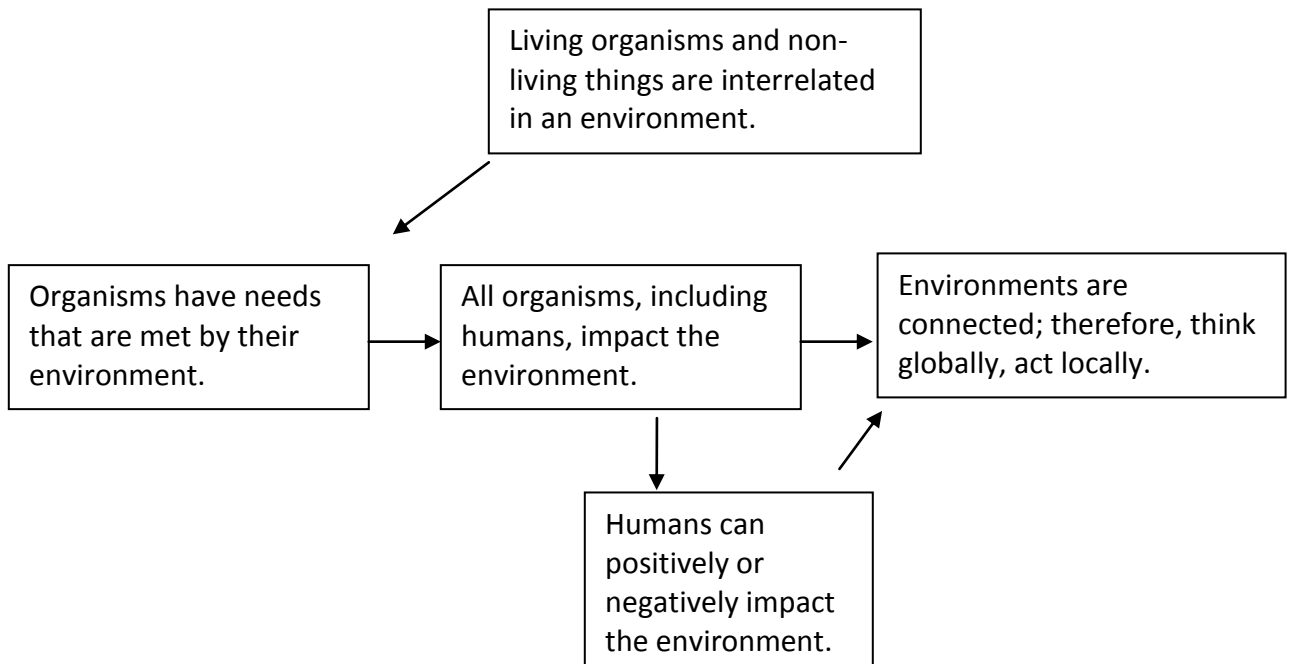 Living organisms and non-
living things are interrelated
in an environment.
Organisms have needs
that are met by their
environment.
All organisms, including
humans, impact the
environment.
Environments are
connected; therefore, think
globally, act locally.
Humans can
positively or
negatively impact
the environment.